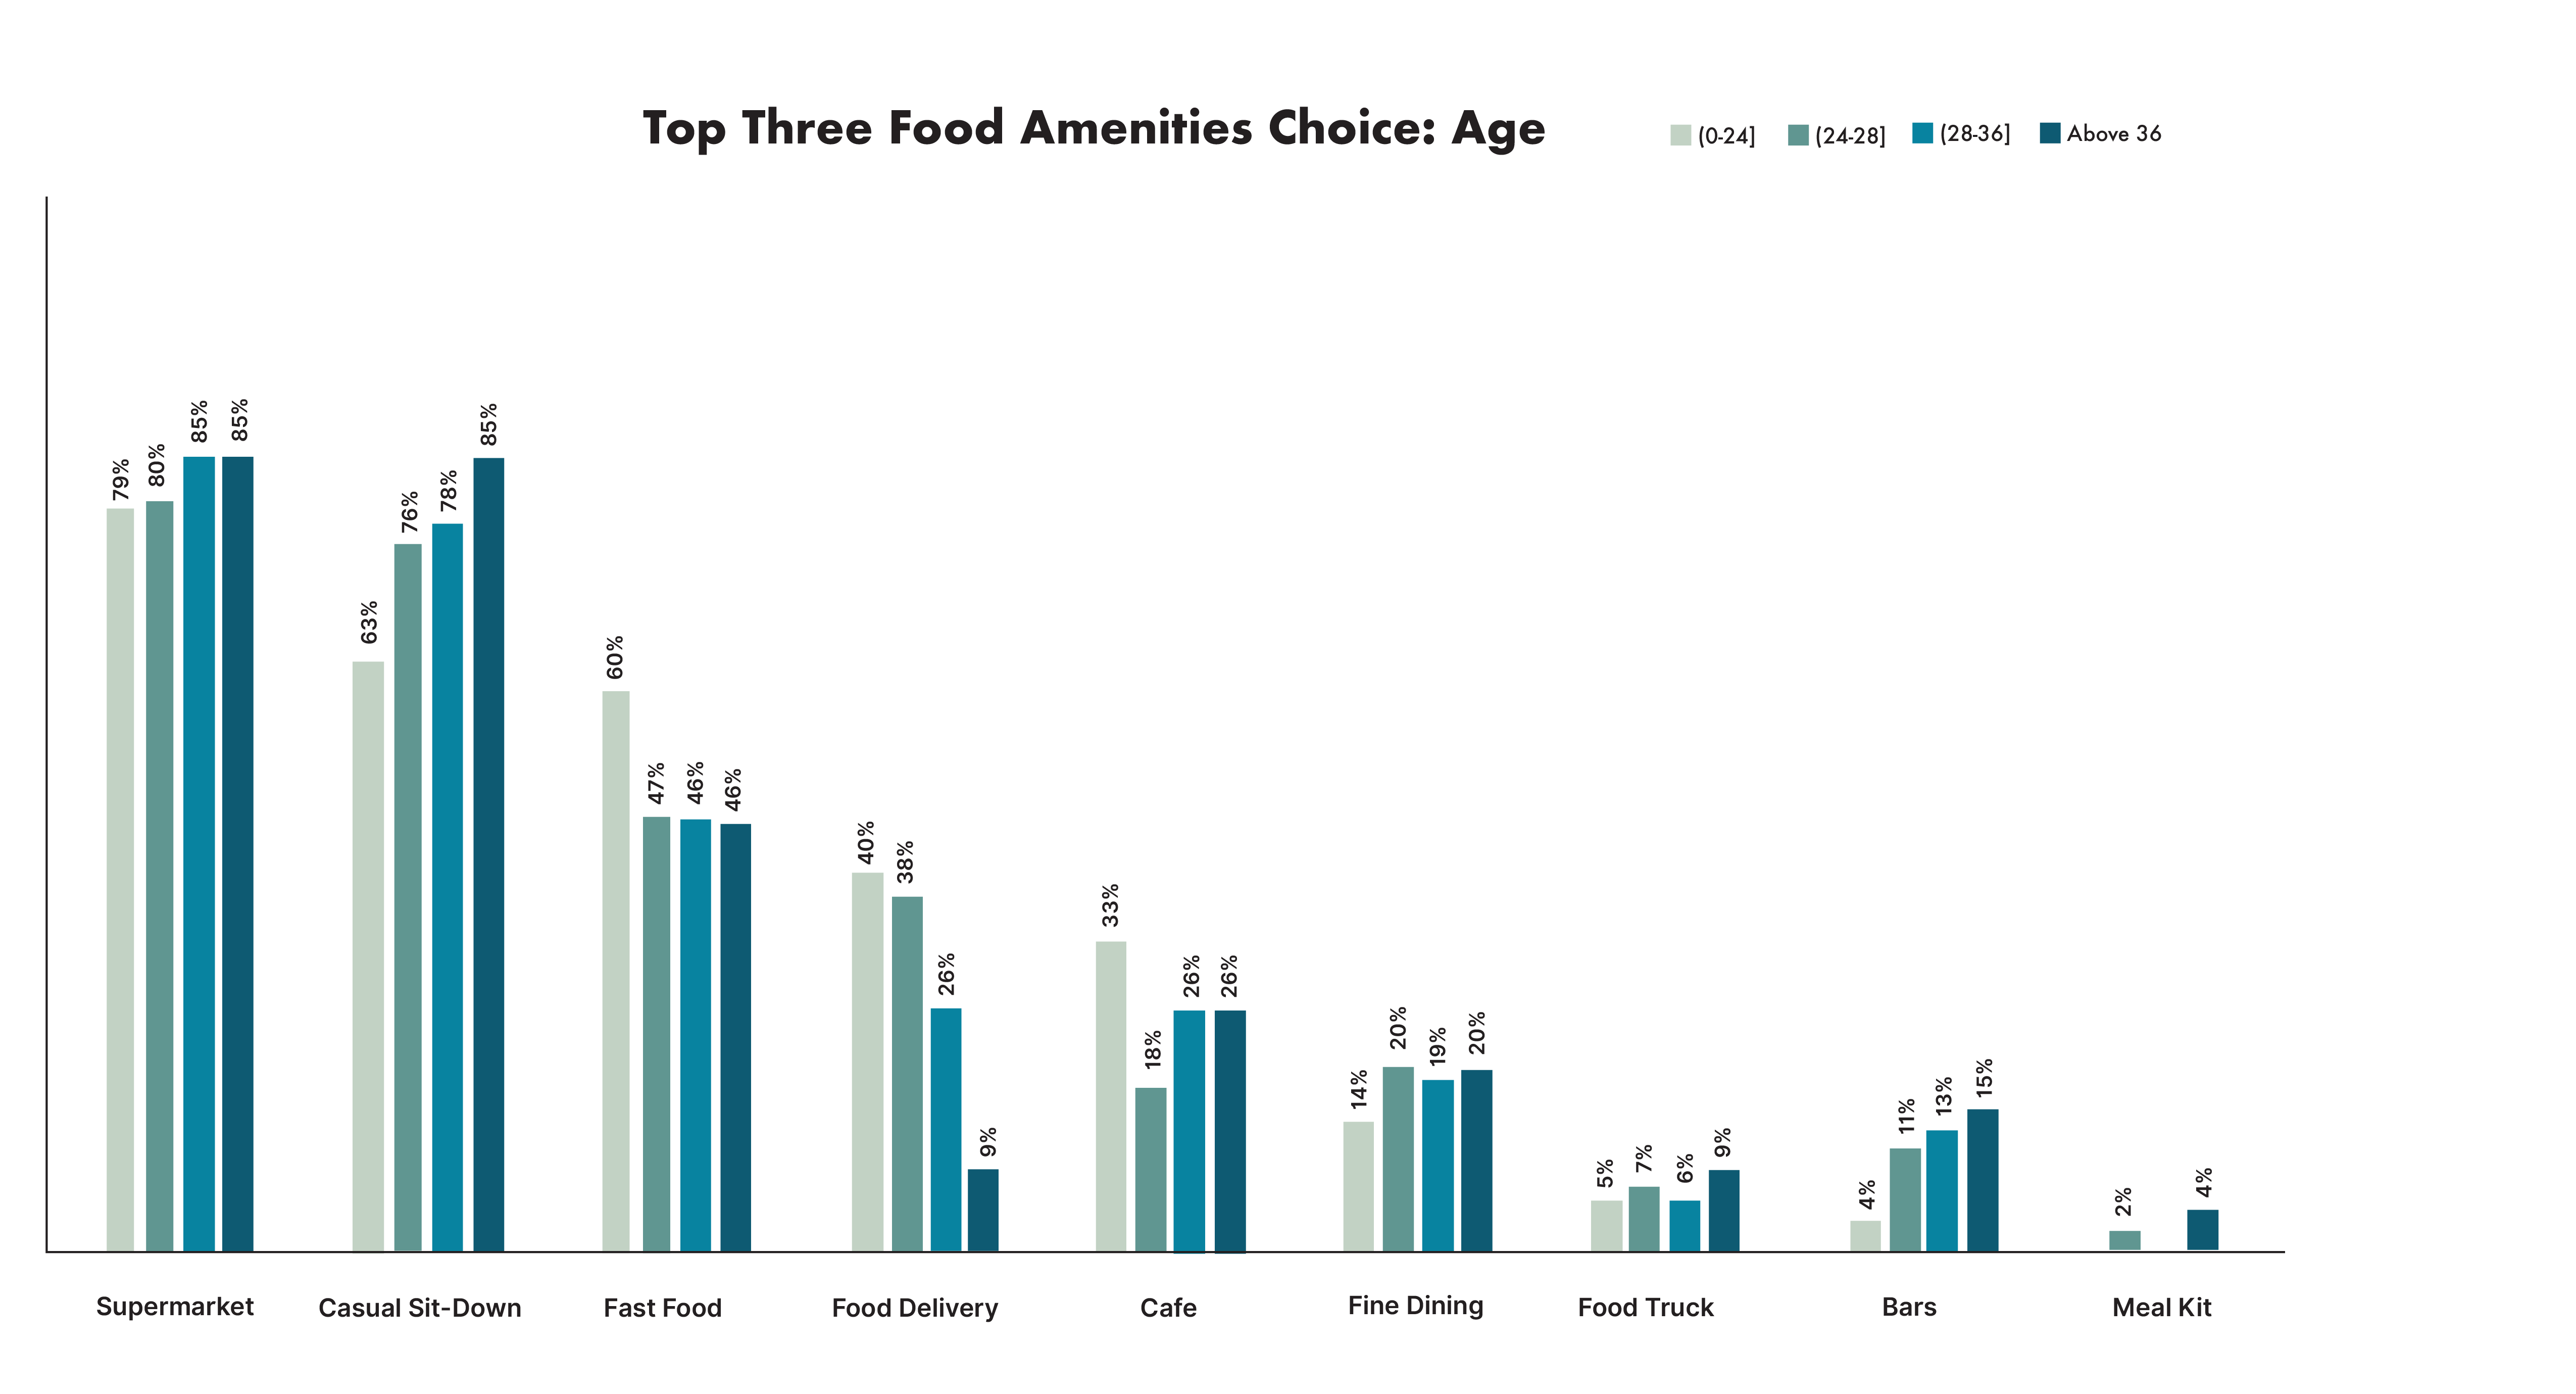 Top Three Food Amenities Choice: Age
(0-24] (24-28] (28-36] Above 36
79% 80% 85% 85%
63% 76% 78% 85%
60% 47% 46% 46%
40% 38% 26% 9%
33% 18% 26% 26%
14% 20% 19% 20%
5% 7% 6% 9%
4% 11% 13% 15%
2% 4%
Supermarket Casual Sit-Down Fast Food Food Delivery Cafe Fine Dining Food Truck Bars Meal Kit